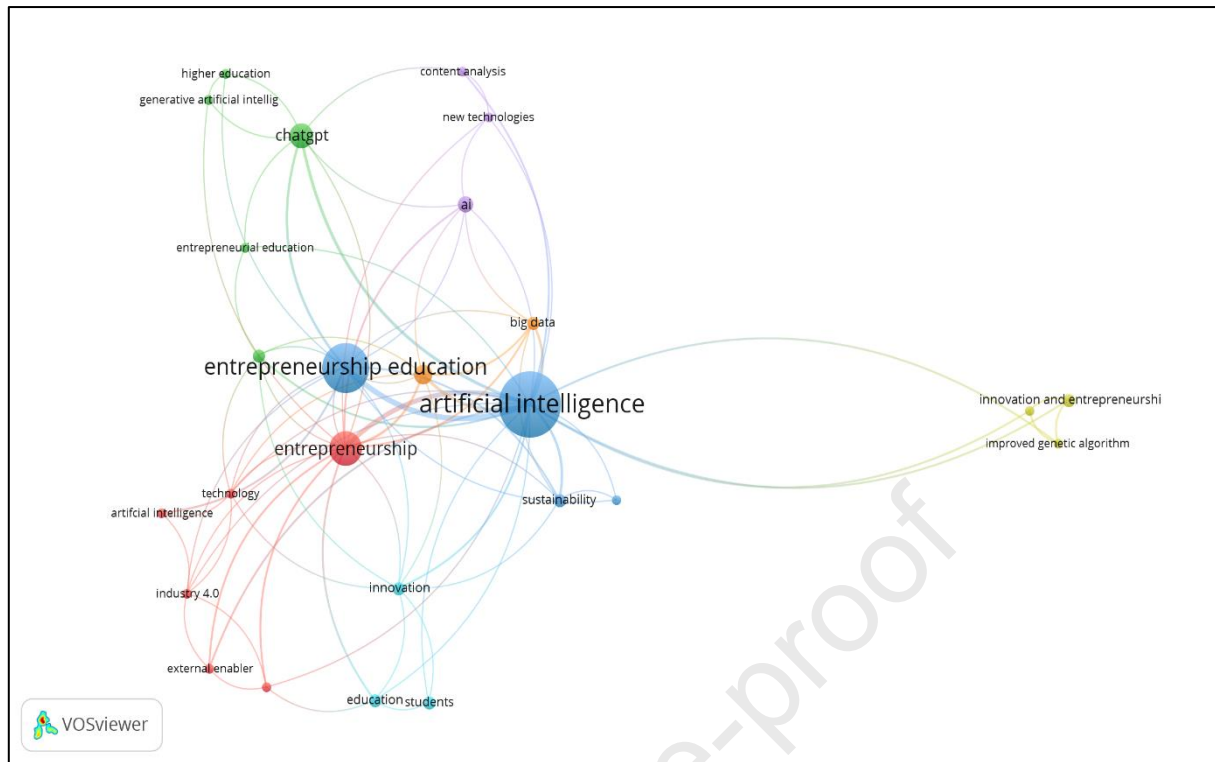 higher education
content analysis
generative artificial intellig
new technologies
chatgpt
ai
entrepreneurial education
big data
entrepreneurship education
artificial intelligence
innovation and entrepreneurshi
improved genetic algorithm
entrepreneurship
technology
sustainability
artifcial intelligence
innovation
industry 4.0
external enabler
education
students
VOSviewer
e-proof